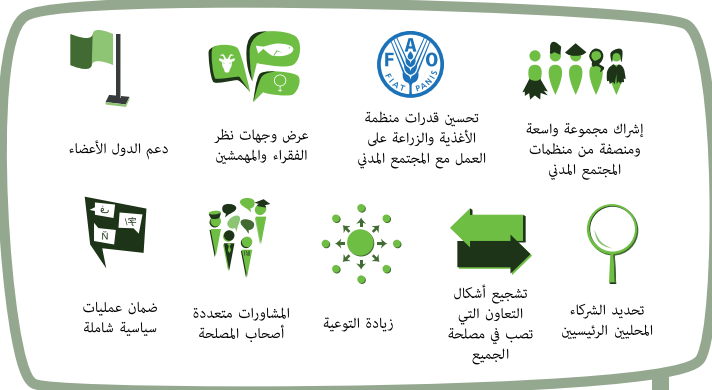 إشراك مجموعة واسعة
ومنصفة من منظمات
المجتمع المدني
F A O
FIAT PANIS
تحسين قدرات منظمة
الأغذية والزراعة على
العمل مع المجتمع المدني
عرض وجهات نظر
الفقراء والمهمشين
دعم الدول الأعضاء
تحديد الشركاء
المحليين الرئيسيين
تشجيع أشكال
التعاون التي
تصب في مصلحة
الجميع
زيادة التوعية
المشاورات متعددة
أصحاب المصلحة
Ñ
ضمان عمليات
سياسية شاملة